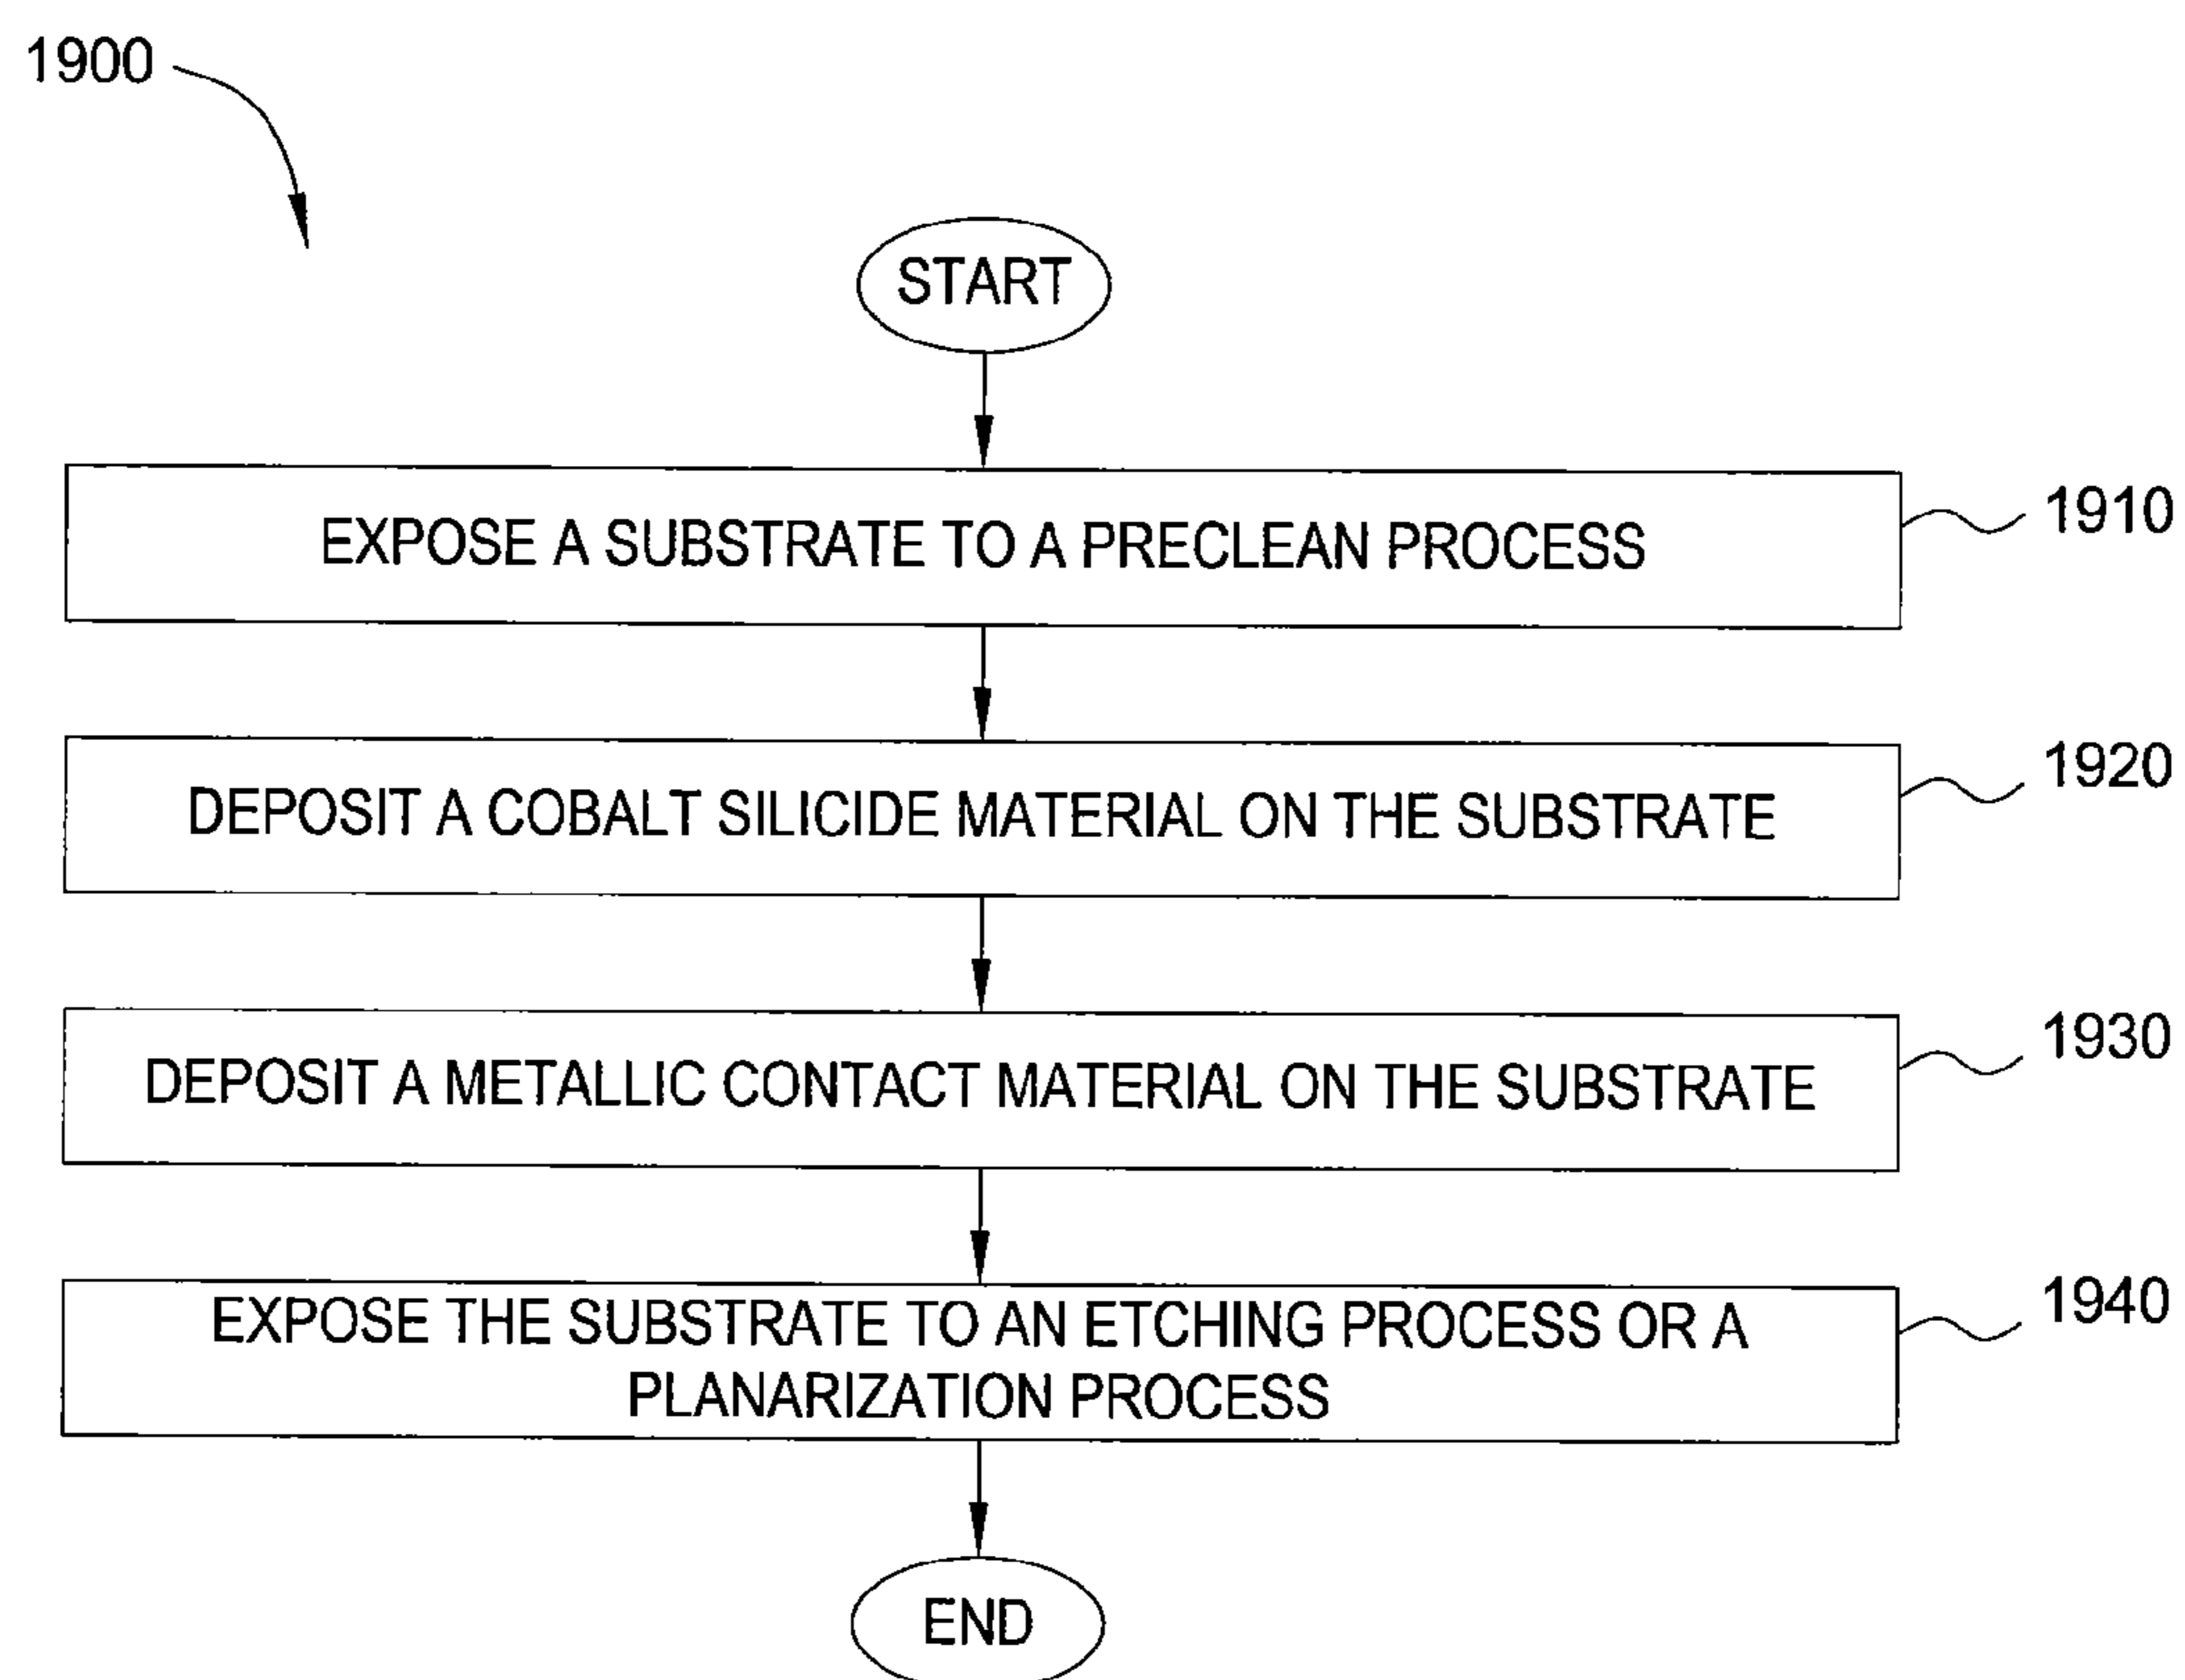 1900
START
EXPOSE A SUBSTRATE TO A PRECLEAN PROCESS
1910
DEPOSIT A COBALT SILICIDE MATERIAL ON THE SUBSTRATE
1920
DEPOSIT A METALLIC CONTACT MATERIAL ON THE SUBSTRATE
1930
EXPOSE THE SUBSTRATE TO AN ETCHING PROCESS OR A
PLANARIZATION PROCESS
1940
END